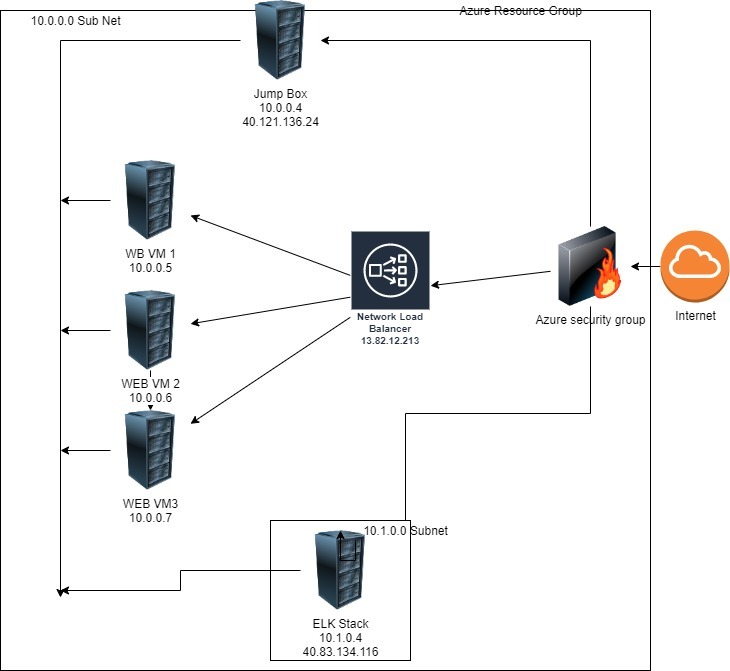 Azure Resource Group
10.0.0.0 Sub Net
Jump Box
10.0.0.4
40.121.136.24
WB VM 1
10.0.0.5
Network Load
Balancer
13.82.12.213
Azure security group
Internet
WEB VM 2
10.0.0.6
WEB VM3
10.0.0.7
10.1.0.0 Subnet
ELK Stack
10.1.0.4
40.83.134.116